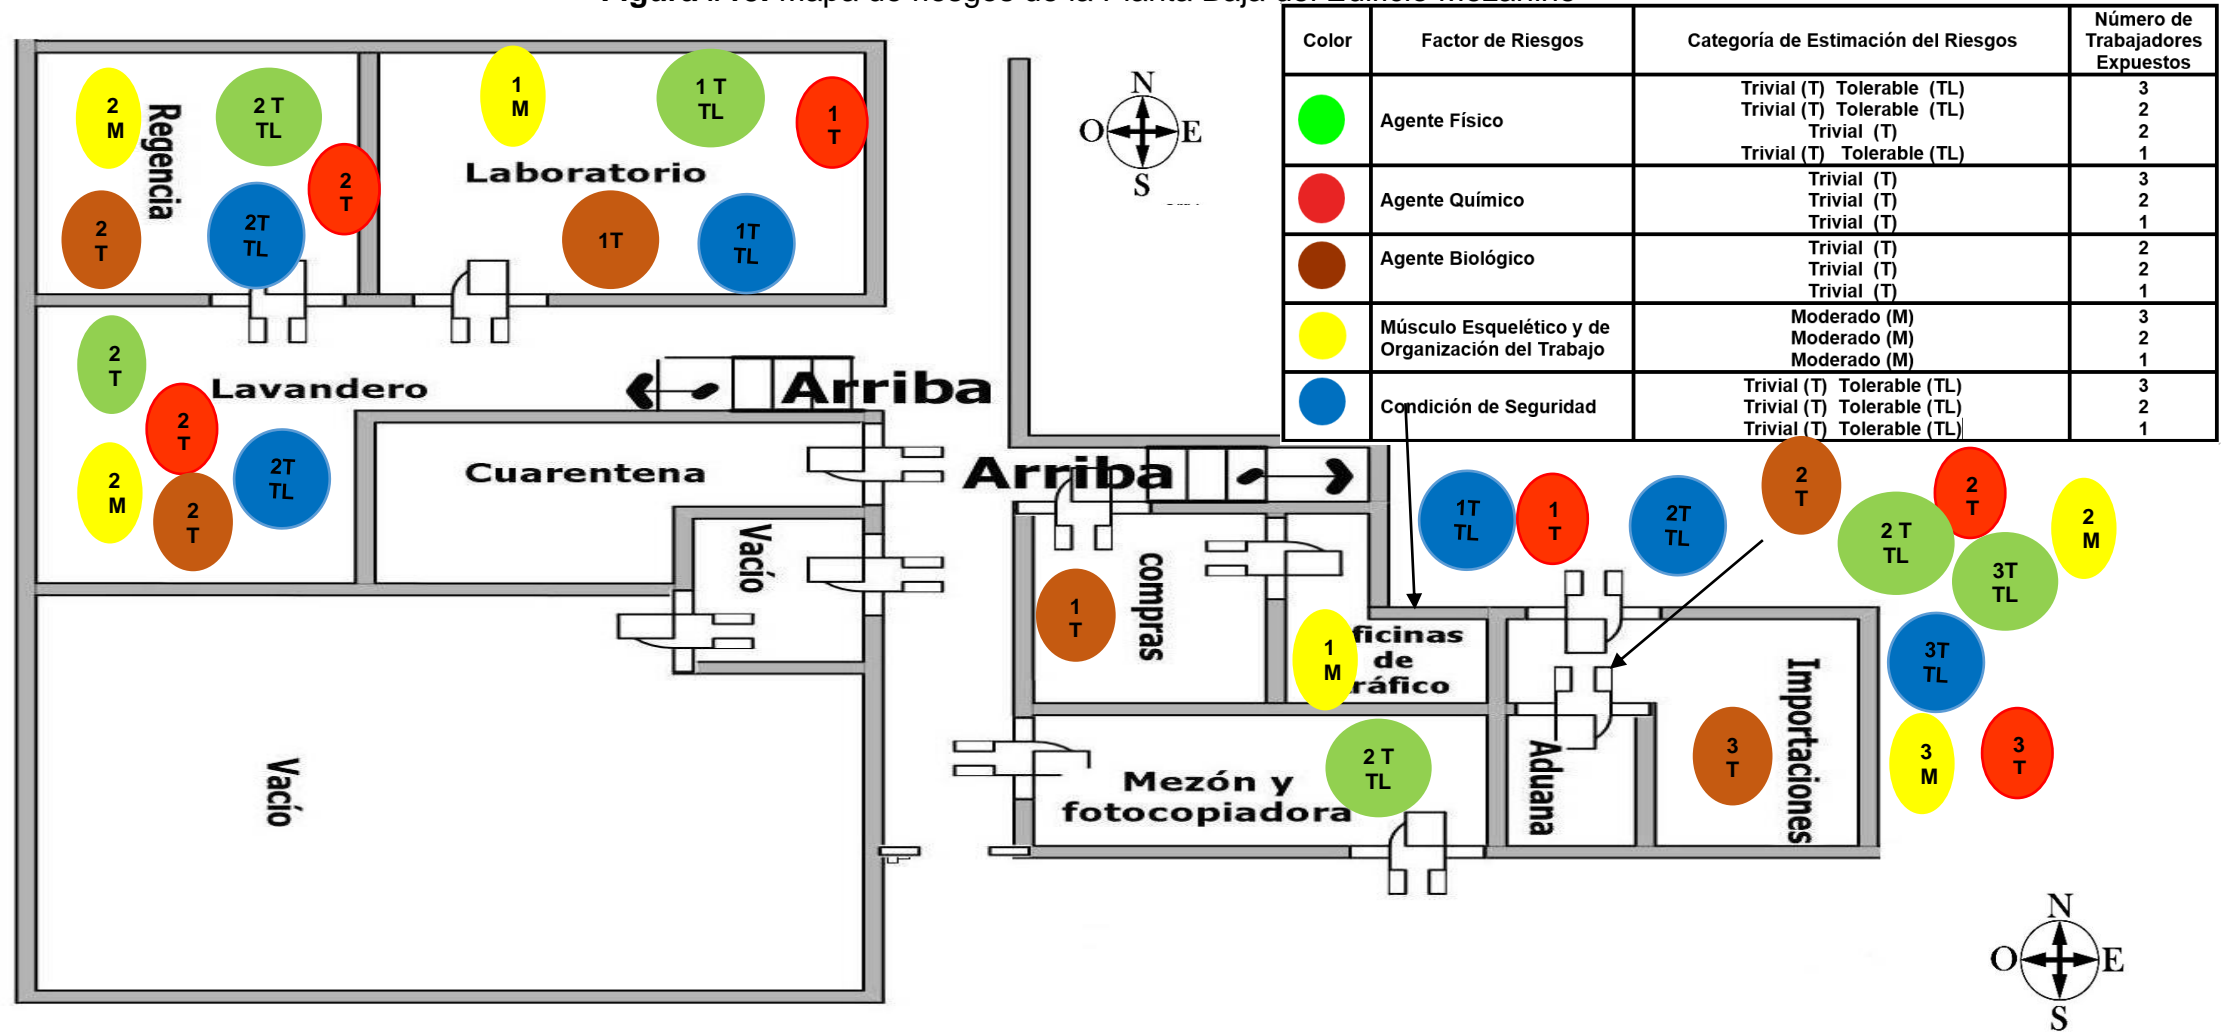 Color
Factor de Riesgos
Categoría de Estimación del Riesgos
Número de
Trabajadores
Expuestos
Agente Físico
Trivial (T) Tolerable (TL)
3
Trivial (T) Tolerable (TL)
2
Trivial (T)
2
Trivial (T) Tolerable (TL)
1
Agente Químico
Trivial (T)
3
Trivial (T)
2
Trivial (T)
1
Agente Biológico
Trivial (T)
2
Trivial (T)
2
Trivial (T)
1
Músculo Esquelético y de
Organización del Trabajo
Moderado (M)
3
Moderado (M)
2
Moderado (M)
1
Condición de Seguridad
Trivial (T) Tolerable (TL)
3
Trivial (T) Tolerable (TL)
2
Trivial (T) Tolerable (TL)
1
2
M
Regencia
2 T
TL
2
T
2
T
2T
TL
1
M
1 T
TL
1
T
Laboratorio
1T
1T
TL
N
O
E
S
2
T
Lavandero
2
T
2
M
2
T
2T
TL
Arriba
Cuarentena
Vació
Vacío
Arriba
1
T
compras
1
M
ficinas
de
ráfico
1T
TL
1
T
2T
TL
2
T
2 T
TL
2
T
3T
TL
2
M
3T
TL
3
M
3
T
3
T
Importaciones
Aduana
Mezón y
fotocopiadora
2 T
TL
N
O
E
S